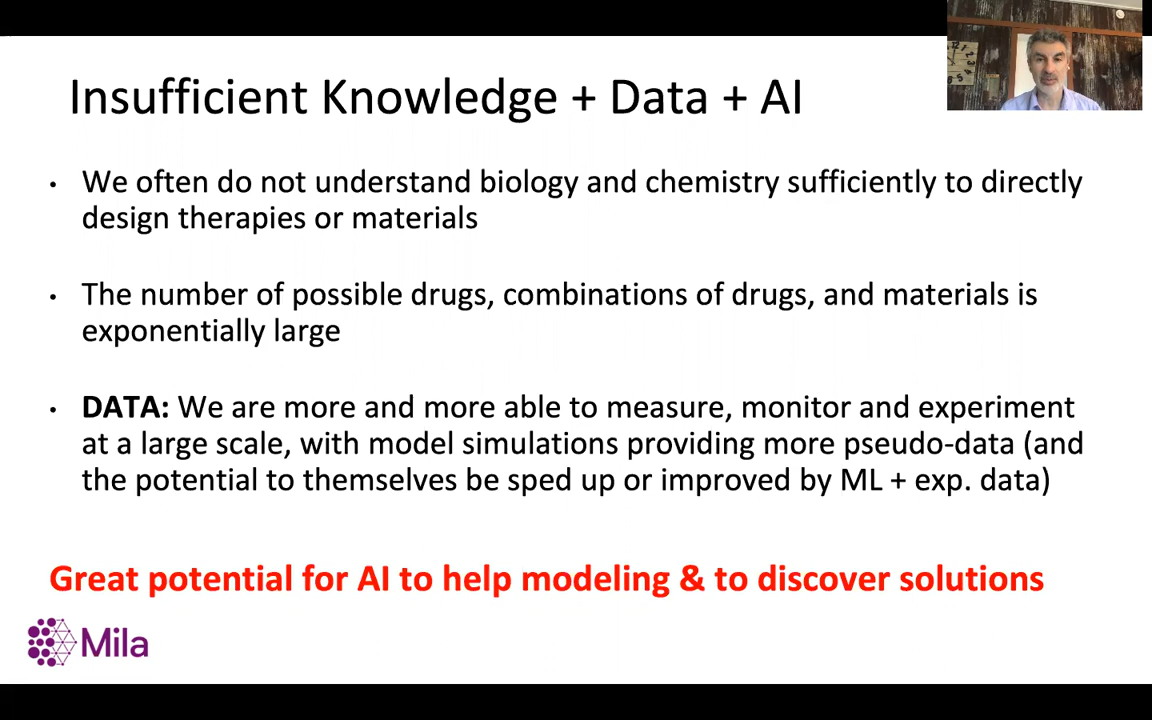 Insufficient Knowledge + Data + AI
• We often do not understand biology and chemistry sufficiently to directly
design therapies or materials
• The number of possible drugs, combinations of drugs, and materials is
exponentially large
• DATA: We are more and more able to measure, monitor and experiment
at a large scale, with model simulations providing more pseudo-data (and
the potential to themselves be sped up or improved by ML + exp. data)
Great potential for AI to help modeling & to discover solutions
Mila